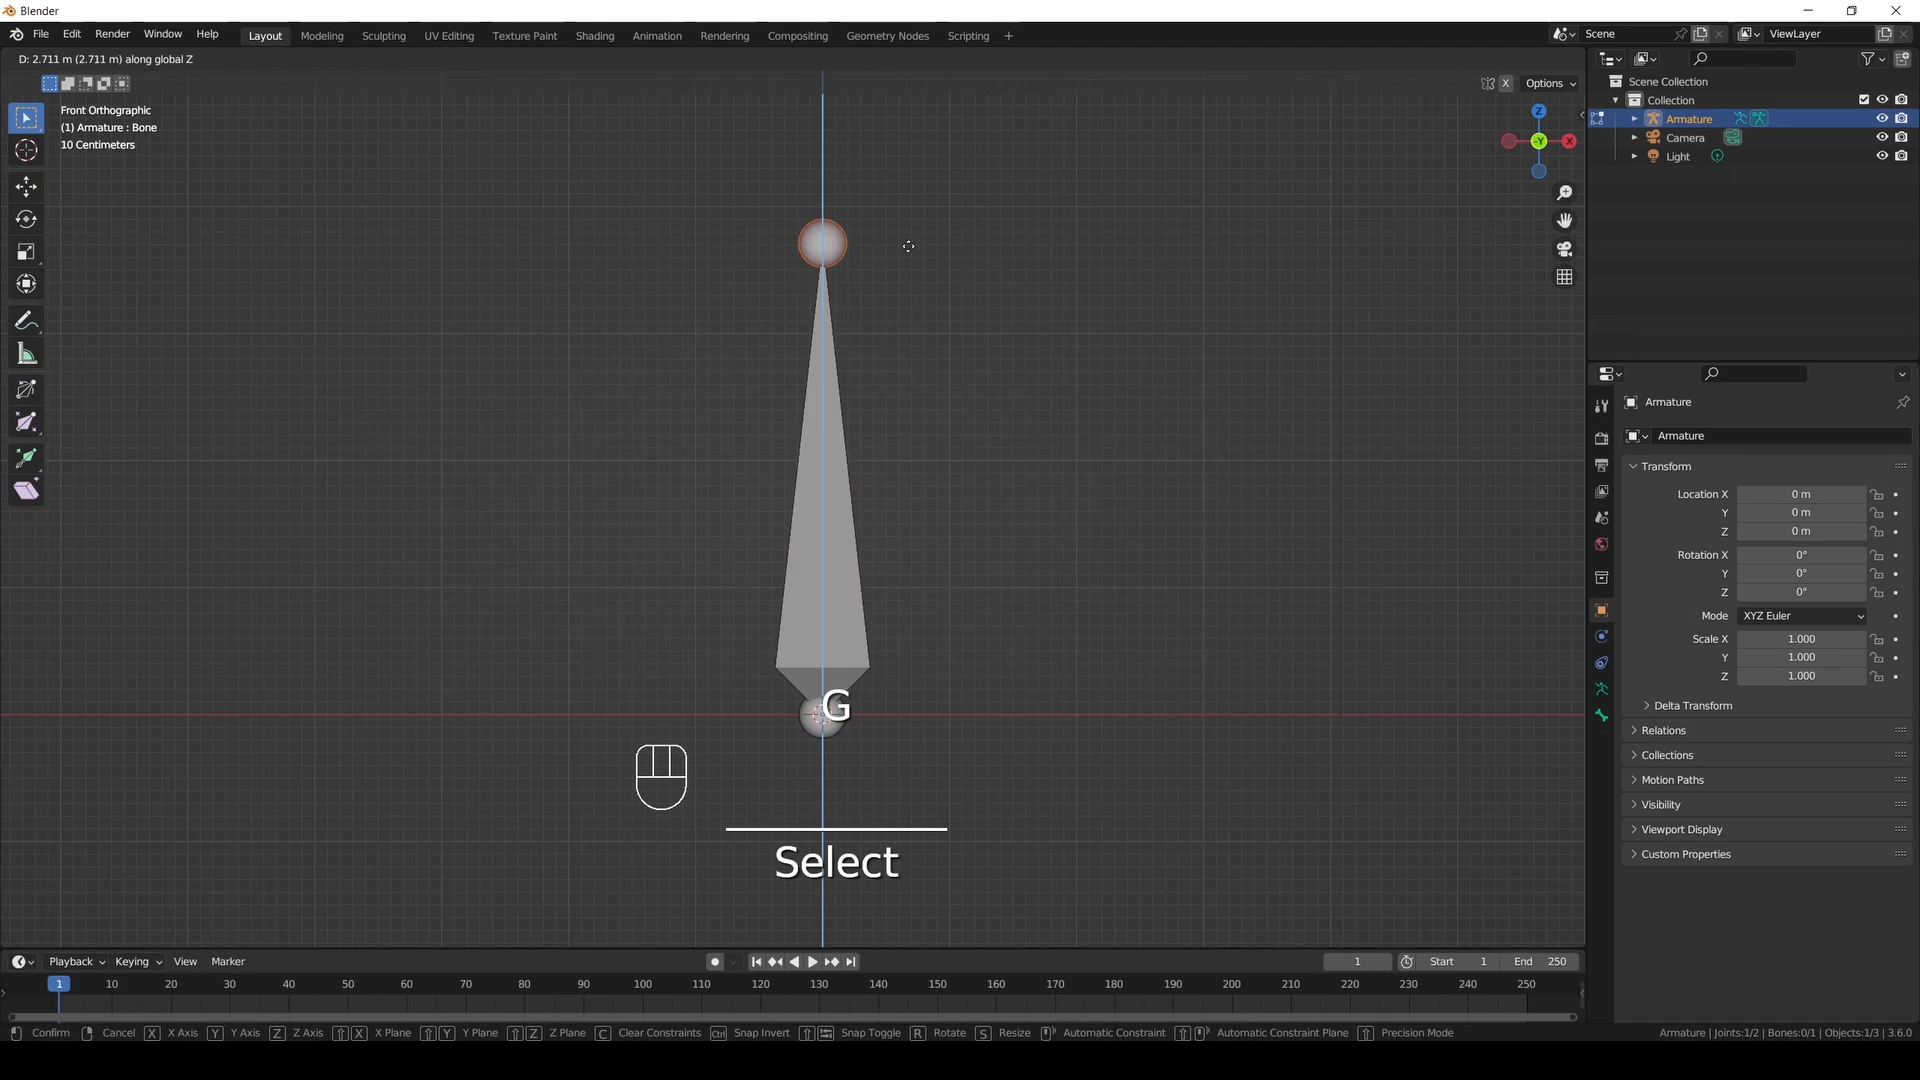 Blender
File Edit Render Window Help Layout Modeling Sculpting UV Editing Texture Paint Shading Animation Rendering Compositing Geometry Nodes Scripting +
Scene
ViewLayer
D: 2.711 m (2.711 m) along global Z
X Options
Front Orthographic
(1) Armature : Bone
10 Centimeters
Z
-Y
X
Scene Collection
Collection
Armature
Camera
Light
Armature
Armature
Transform
Location X 0 m
Y 0 m
Z 0 m
Rotation X 0°
Y 0°
Z 0°
Mode XYZ Euler
Scale X 1.000
Y 1.000
Z 1.000
Delta Transform
Relations
Collections
Motion Paths
Visibility
Viewport Display
Custom Properties
G
Select
Playback Keying View Marker
1 Start 1 End 250
1 10 20 30 40 50 60 70 80 90 100 110 120 130 140 150 160 170 180 190 200 210 220 230 240 250
Confirm Cancel X X Axis Y Y Axis Z Z Axis X X Plane Y Y Plane Z Z Plane C Clear Constraints Ctrl Snap Invert Snap Toggle R Rotate S Resize Automatic Constraint Automatic Constraint Plane Precision Mode
Armature | Joints:1/2 | Bones:0/1 | Objects:1/3 | 3.6.0